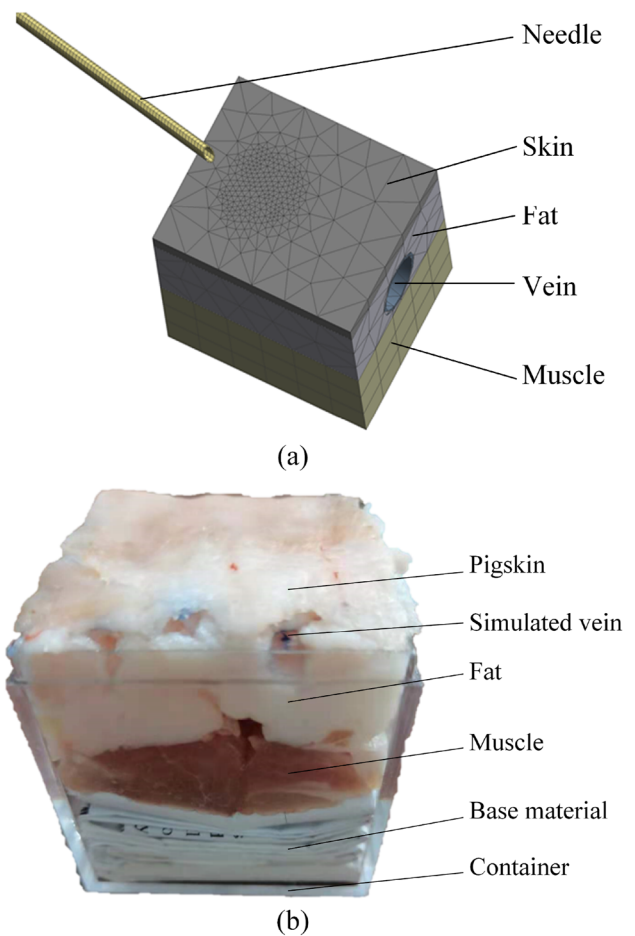 Needle
Skin
Fat
Vein
Muscle
(a)
Pigskin
Simulated vein
Fat
Muscle
Base material
Container
(b)